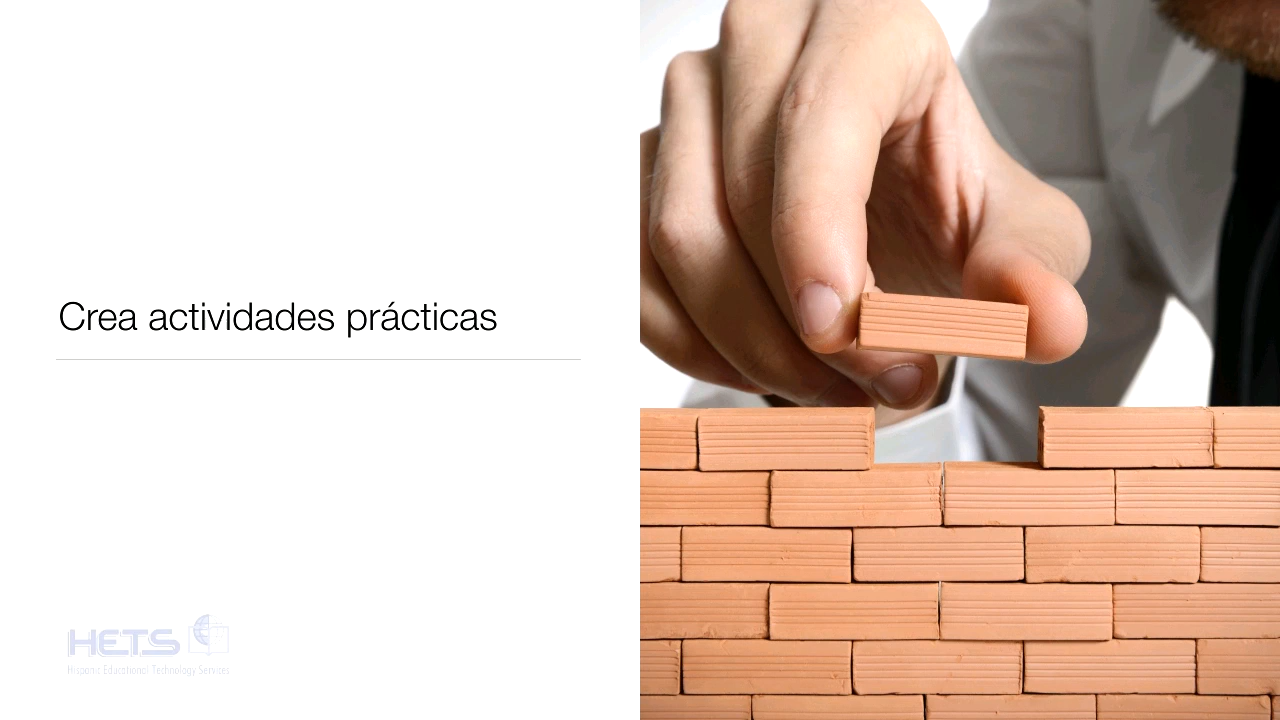 Crea actividades prácticas
HETS
Hispanic Educational Technology Services